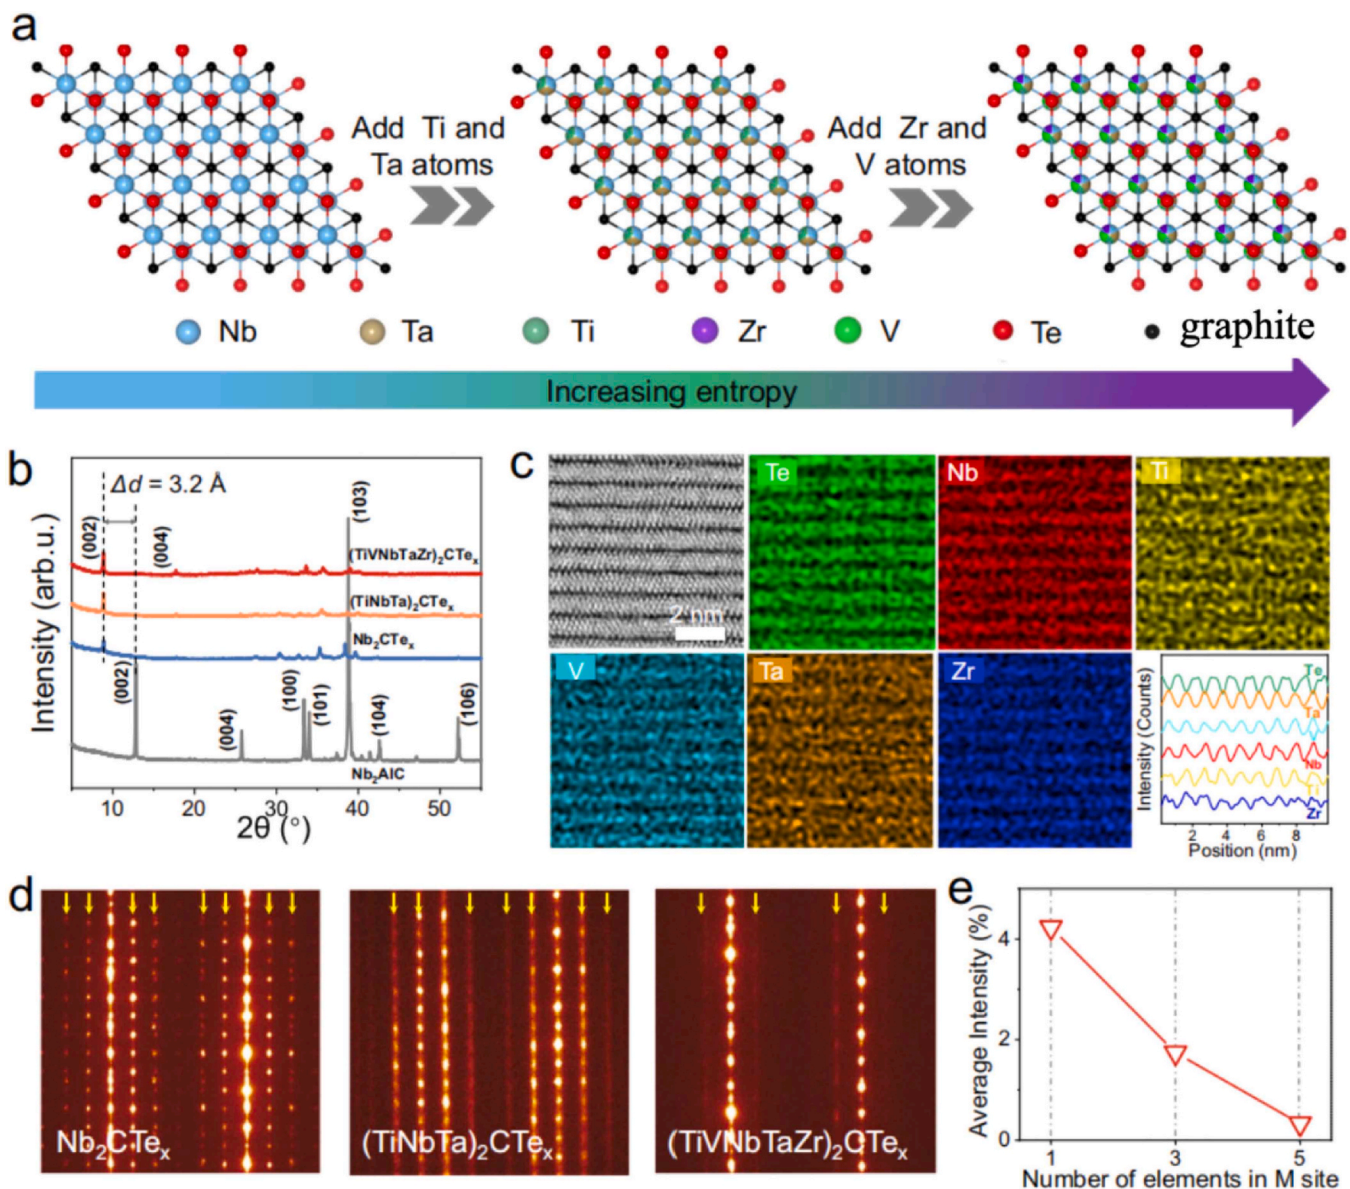 a
Add Ti and
Ta atoms
Add Zr and
V atoms
Nb
Ta
Ti
Zr
V
Te
graphite
Increasing entropy
b
Δd = 3.2 Å
(002)
(004)
(103)
(TiVNbTaZr)₂CTeₓ
(TiNbTa)₂CTeₓ
Nb₂CTeₓ
(002)
(004)
(100)
(101)
(104)
(106)
Nb₂AlC
Intensity (arb.u.)
10 20 30 40 50
2θ (°)
c
2 nm
Te
Nb
Ti
V
Ta
Zr
Te
Ta
V
Nb
Ti
Zr
Intensity (Counts)
2 4 6 8
Position (nm)
d
Nb₂CTeₓ
(TiNbTa)₂CTeₓ
(TiVNbTaZr)₂CTeₓ
e
Average Intensity (%)
4
2
0
1 3 5
Number of elements in M site